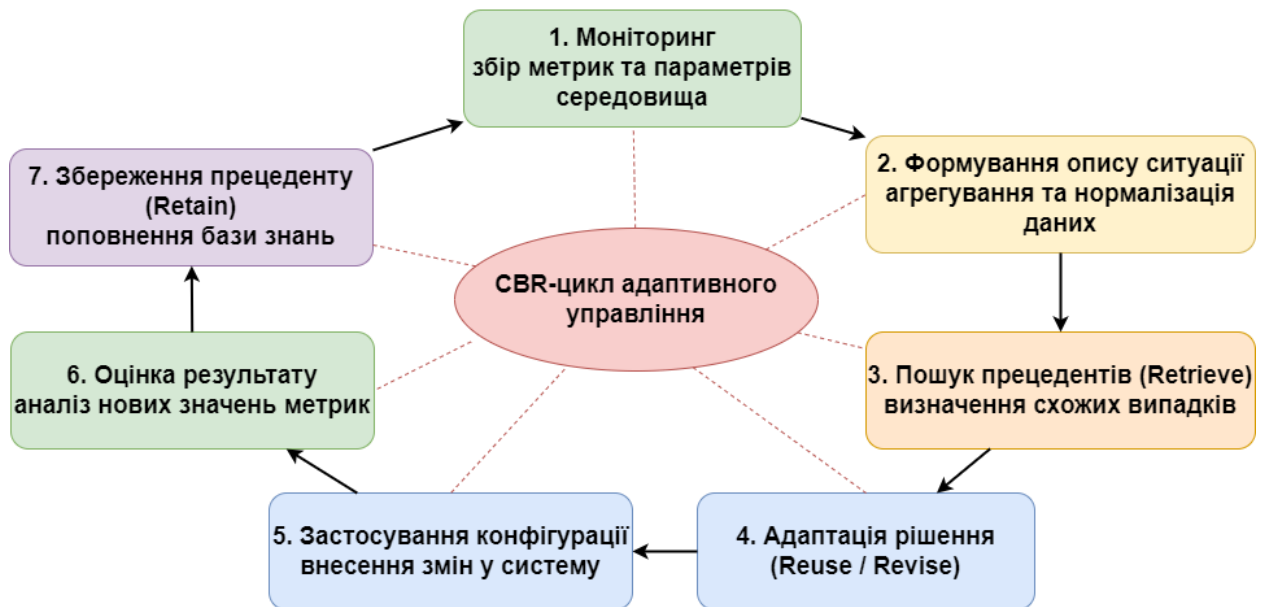 1. Моніторинг
збір метрик та параметрів
середовища
2. Формування опису ситуації
агрегування та нормалізація
даних
3. Пошук прецедентів (Retrieve)
визначення схожих випадків
4. Адаптація рішення
(Reuse / Revise)
5. Застосування конфігурації
внесення змін у систему
6. Оцінка результату
аналіз нових значень метрик
7. Збереження прецеденту
(Retain)
поповнення бази знань
CBR-цикл адаптивного
управління